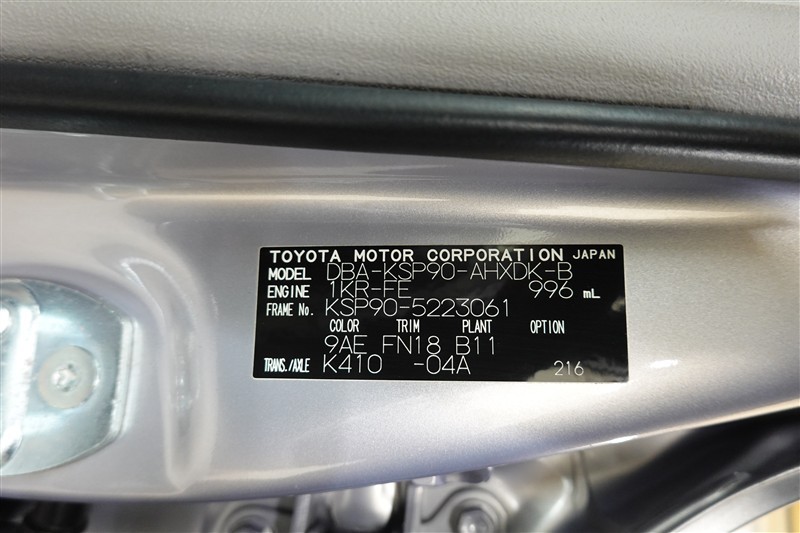 TOYOTA MOTOR CORPORATION JAPAN
MODEL DBA-KSP90-AHXDK-B
ENGINE 1KR-FE 996 mL
FRAME No. KSP90-5223061
COLOR TRIM PLANT OPTION
9AE FN18 B11
TRANS./AXLE K410 -04A 216